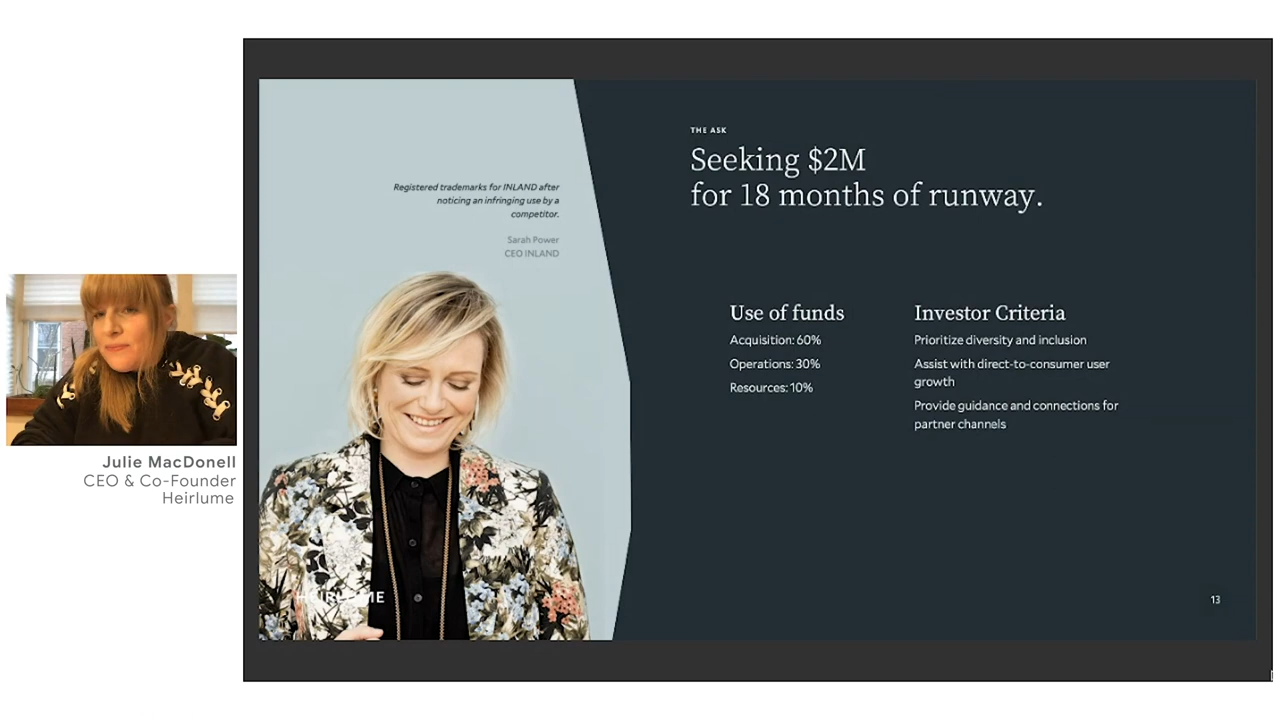 Julie MacDonell
CEO & Co-Founder
Heirlume
Registered trademarks for INLAND after
noticing an infringing use by a
competitor.
Sarah Power
CEO INLAND
HEIRLUME
THE ASK
Seeking $2M
for 18 months of runway.
Use of funds
Acquisition: 60%
Operations: 30%
Resources: 10%
Investor Criteria
Prioritize diversity and inclusion
Assist with direct-to-consumer user
growth
Provide guidance and connections for
partner channels
13